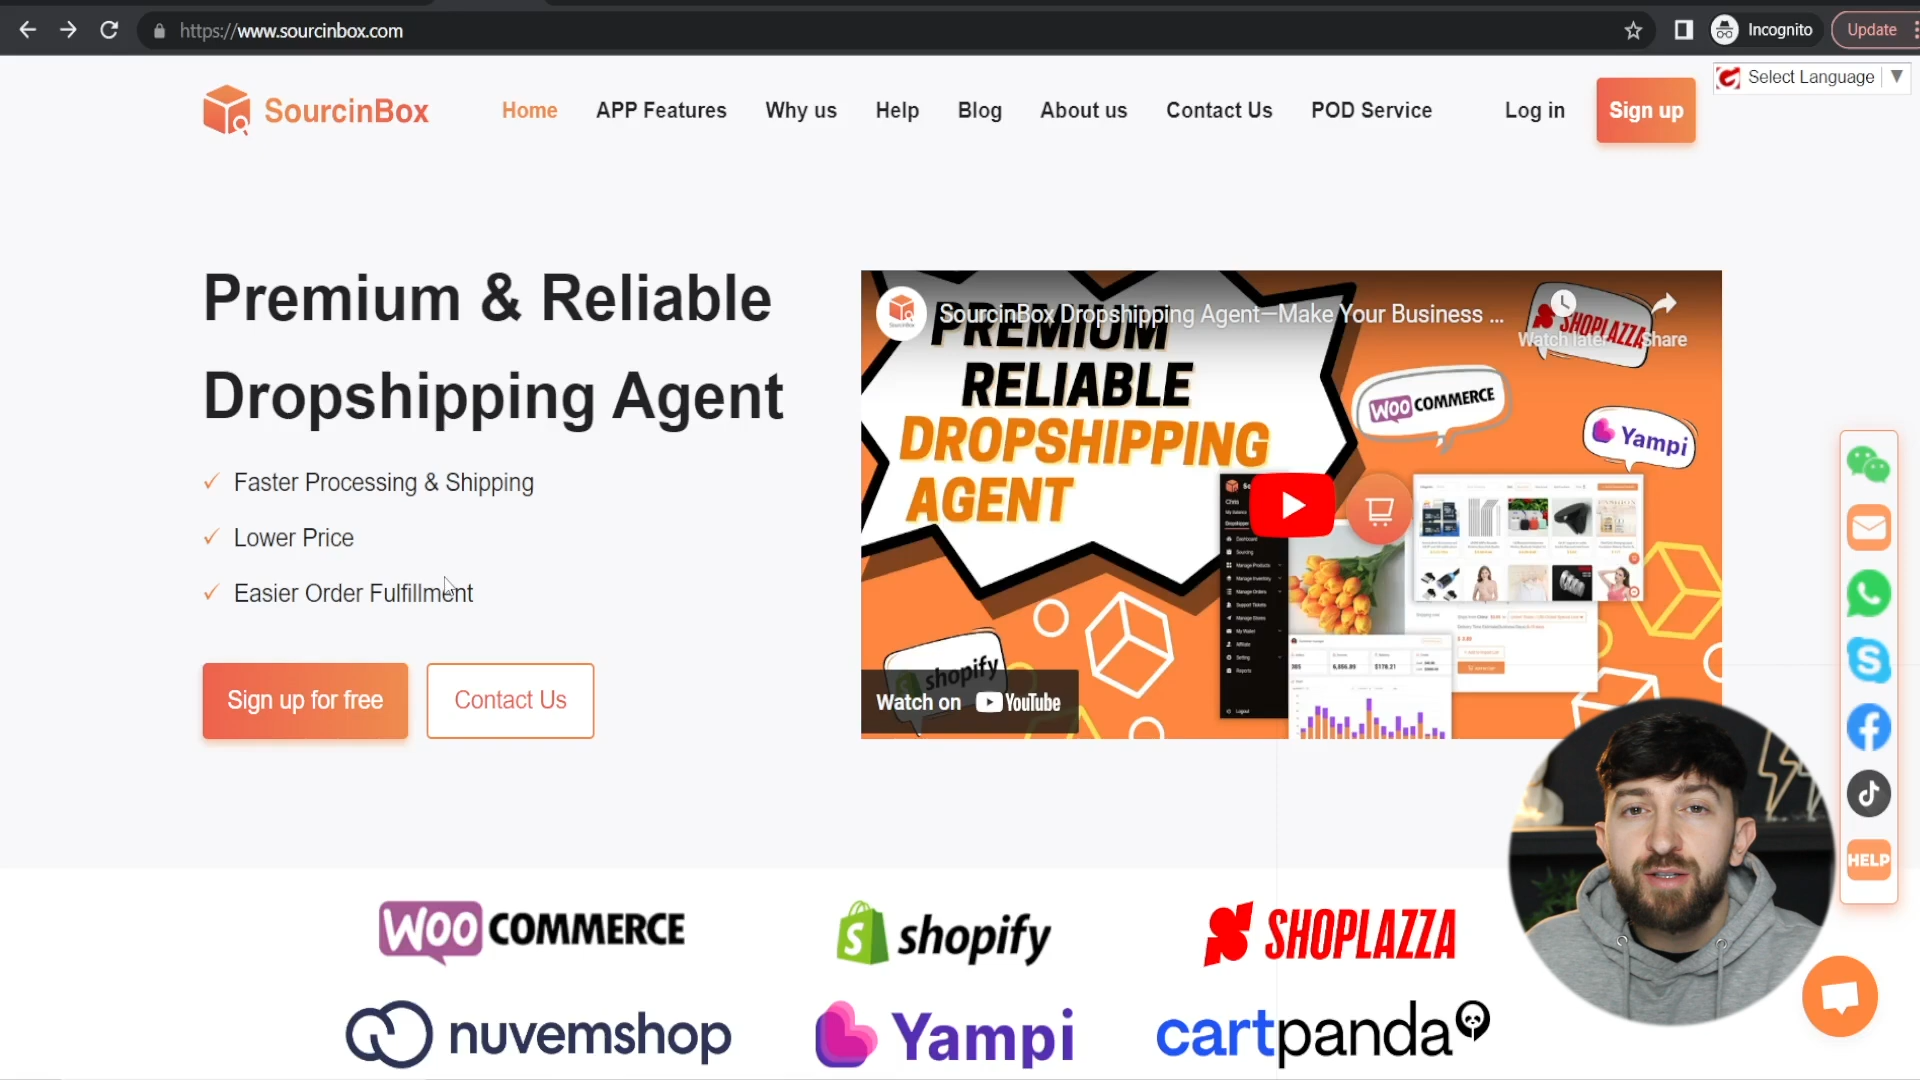 https://www.sourcinbox.com
Incognito
Update
Select Language
SourcinBox
Home
APP Features
Why us
Help
Blog
About us
Contact Us
POD Service
Log in
Sign up
Premium & Reliable
Dropshipping Agent
Faster Processing & Shipping
Lower Price
Easier Order Fulfillment
Sign up for free
Contact Us
SourcinBox Dropshipping Agent—Make Your Business ...
Watch later
Share
PREMIUM
RELIABLE
DROPSHIPPING
AGENT
SHOPLAZZA
WOO COMMERCE
Yampi
shopify
Watch on YouTube
HELP
WOO COMMERCE
shopify
SHOPLAZZA
nuvemshop
Yampi
cartpanda